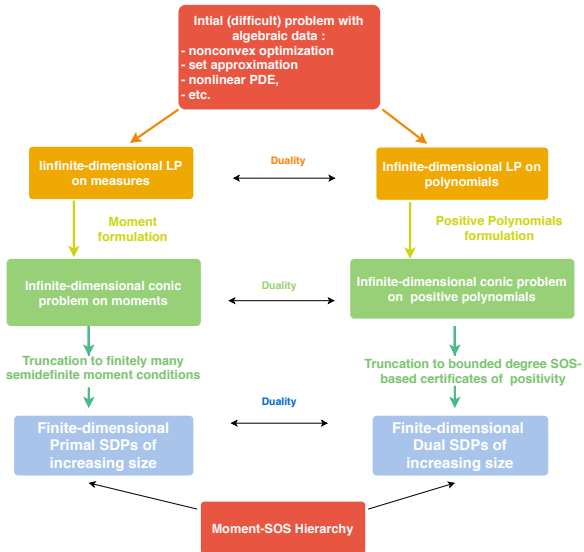 Intial (difficult) problem with
algebraic data :
- nonconvex optimization
- set approximation
- nonlinear PDE,
- etc.
Iinfinite-dimensional LP
on measures
Duality
Infinite-dimensional LP on
polynomials
Moment
formulation
Positive Polynomials
formulation
Infinite-dimensional conic
problem on moments
Duality
Infinite-dimensional conic problem
on positive polynomials
Truncation to finitely many
semidefinite moment conditions
Truncation to bounded degree SOS-
based certificates of positivity
Finite-dimensional
Primal SDPs of
increasing size
Duality
Finite-dimensional
Dual SDPs of
increasing size
Moment-SOS Hierarchy